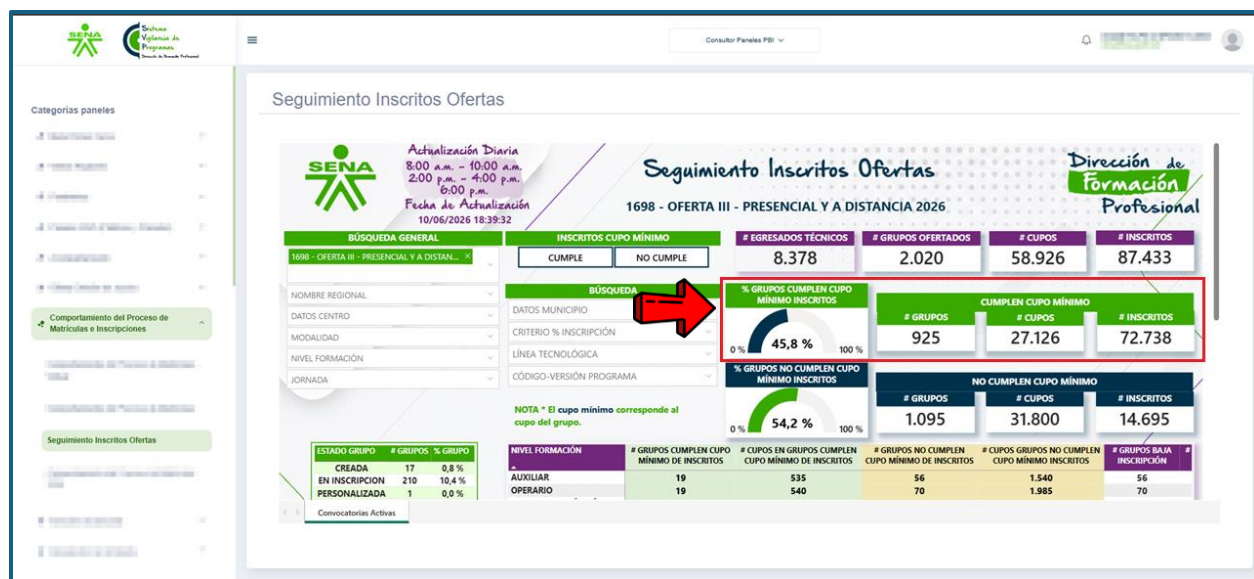 SENA
Sistema
Vigilancia de
Programas
Dirección de Formación Profesional
Consultor Paneles PBI
Categorías paneles
Comportamiento del Proceso de
Matrículas e Inscripciones
Seguimiento Inscritos Ofertas
Seguimiento Inscritos Ofertas
SENA
Actualización Diaria
8:00 a.m. - 10:00 a.m.
2:00 p.m. - 4:00 p.m.
6:00 p.m.
Fecha de Actualización
10/06/2026 18:39:32
Seguimiento Inscritos Ofertas
1698 - OFERTA III - PRESENCIAL Y A DISTANCIA 2026
Dirección de
Formación
Profesional
BÚSQUEDA GENERAL
1698 - OFERTA III - PRESENCIAL Y A DISTAN... ×
NOMBRE REGIONAL
DATOS CENTRO
MODALIDAD
NIVEL FORMACIÓN
JORNADA
INSCRITOS CUPO MÍNIMO
CUMPLE NO CUMPLE
BÚSQUEDA
DATOS MUNICIPIO
CRITERIO % INSCRIPCIÓN
LÍNEA TECNOLÓGICA
CÓDIGO-VERSIÓN PROGRAMA
NOTA * El cupo mínimo corresponde al
cupo del grupo.
# EGRESADOS TÉCNICOS # GRUPOS OFERTADOS # CUPOS # INSCRITOS
8.378 2.020 58.926 87.433
% GRUPOS CUMPLEN CUPO
MÍNIMO INSCRITOS
0 % 45,8 % 100 %
CUMPLEN CUPO MÍNIMO
# GRUPOS # CUPOS # INSCRITOS
925 27.126 72.738
% GRUPOS NO CUMPLEN CUPO
MÍNIMO INSCRITOS
0 % 54,2 % 100 %
NO CUMPLEN CUPO MÍNIMO
# GRUPOS # CUPOS # INSCRITOS
1.095 31.800 14.695
ESTADO GRUPO # GRUPOS % GRUPO
CREADA 17 0,8 %
EN INSCRIPCION 210 10,4 %
PERSONALIZADA 1 0,0 %
NIVEL FORMACIÓN # GRUPOS CUMPLEN CUPO MÍNIMO DE INSCRITOS # CUPOS EN GRUPOS CUMPLEN CUPO MÍNIMO DE INSCRITOS # GRUPOS NO CUMPLEN CUPO MÍNIMO DE INSCRITOS # CUPOS GRUPOS NO CUMPLEN CUPO MÍNIMO INSCRITOS # GRUPOS BAJA INSCRIPCIÓN #
AUXILIAR 19 535 56 1.540 56
OPERARIO 19 540 70 1.985 70
Convocatorias Activas